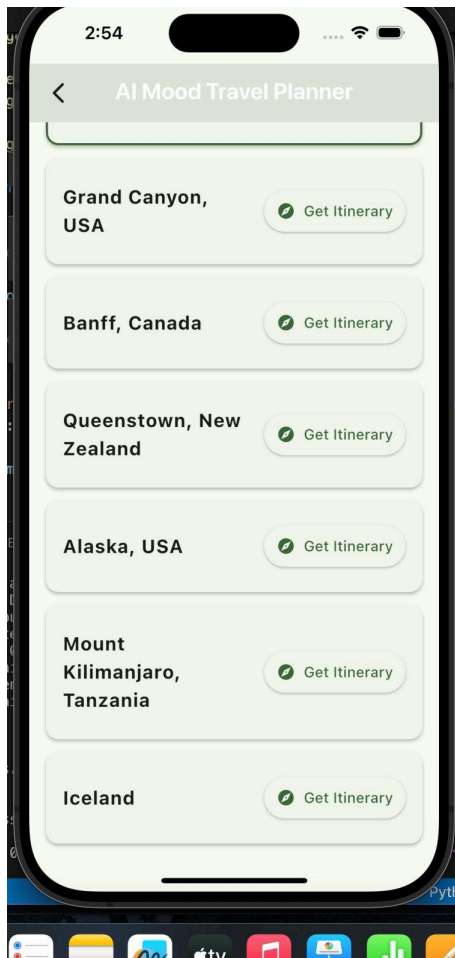 2:54
AI Mood Travel Planner
Grand Canyon,
USA
Get Itinerary
Banff, Canada
Get Itinerary
Queenstown, New
Zealand
Get Itinerary
Alaska, USA
Get Itinerary
Mount
Kilimanjaro,
Tanzania
Get Itinerary
Iceland
Get Itinerary
tv